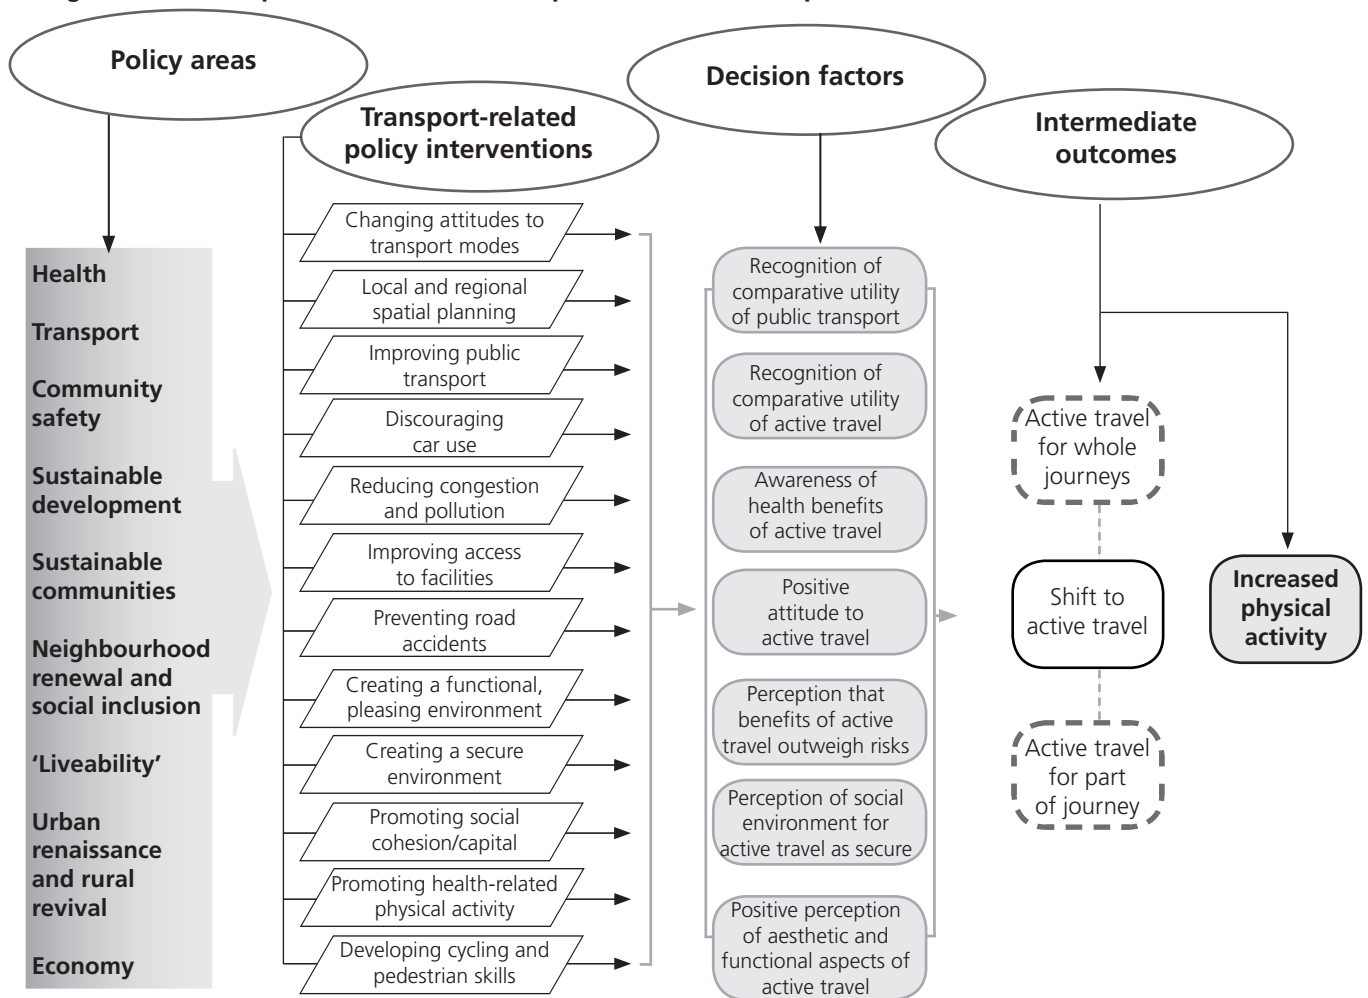 Policy areas
Transport-related
policy interventions
Decision factors
Intermediate
outcomes
Health
Transport
Community
safety
Sustainable
development
Sustainable
communities
Neighbourhood
renewal and
social inclusion
‘Liveability’
Urban
renaissance
and rural
revival
Economy
Changing attitudes to
transport modes
Local and regional
spatial planning
Improving public
transport
Discouraging
car use
Reducing congestion
and pollution
Improving access
to facilities
Preventing road
accidents
Creating a functional,
pleasing environment
Creating a secure
environment
Promoting social
cohesion/capital
Promoting health-related
physical activity
Developing cycling and
pedestrian skills
Recognition of
comparative utility
of public transport
Recognition of
comparative utility
of active travel
Awareness of
health benefits
of active travel
Positive
attitude to
active travel
Perception that
benefits of active
travel outweigh risks
Perception of social
environment for
active travel as secure
Positive perception
of aesthetic and
functional aspects of
active travel
Active travel
for whole
journeys
Shift to
active travel
Active travel
for part
of journey
Increased
physical
activity